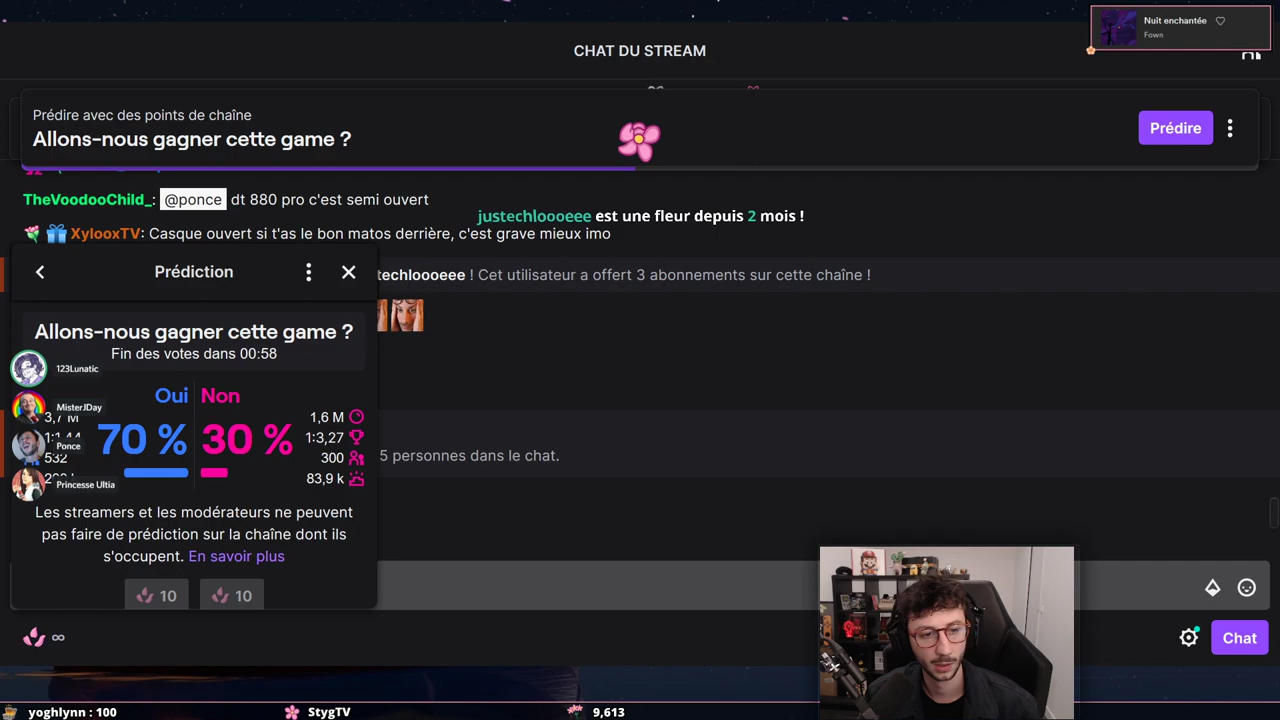 Nuit enchantée
Fown
CHAT DU STREAM
Prédire avec des points de chaîne
Allons-nous gagner cette game ?
Prédire
TheVoodooChild_: @ponce dt 880 pro c'est semi ouvert
justechloooeee est une fleur depuis 2 mois !
XylooxTV: Casque ouvert si t'as le bon matos derrière, c'est grave mieux imo
Prédiction
techloooeee ! Cet utilisateur a offert 3 abonnements sur cette chaîne !
Allons-nous gagner cette game ?
Fin des votes dans 00:58
123Lunatic
Oui Non
MisterJDay
3,7 M
1,6 M
70 % 30 %
1:3,27
Ponce
532
300
5 personnes dans le chat.
Princesse Ultia
83,9 k
Les streamers et les modérateurs ne peuvent
pas faire de prédiction sur la chaîne dont ils
s'occupent. En savoir plus
10 10
∞
Chat
yoghlynn : 100 StygTV 9,613